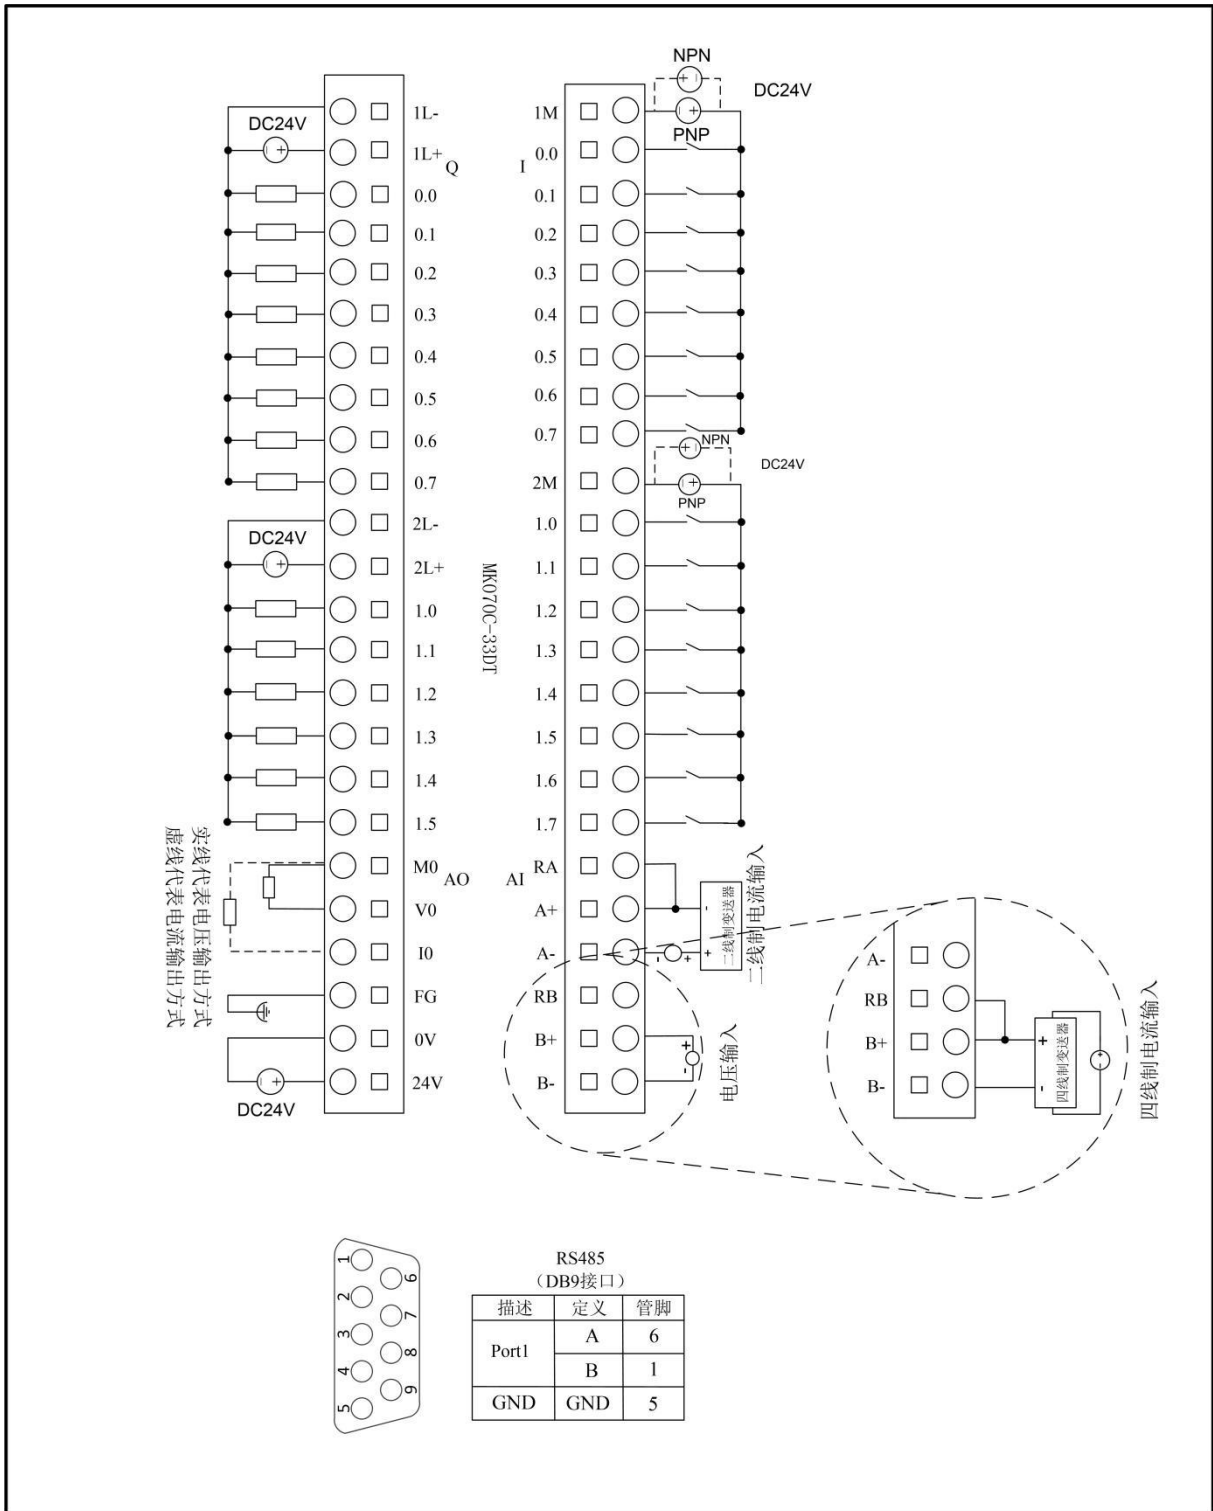 DC24V
1L-
1L+
Q
0.0
0.1
0.2
0.3
0.4
0.5
0.6
0.7
2L-
DC24V
2L+
1.0
1.1
1.2
1.3
1.4
1.5
M0
AO
V0
I0
FG
0V
24V
DC24V
实线代表电压输出方式
虚线代表电流输出方式
MK070C-33DT
NPN
DC24V
1M
PNP
I
0.0
0.1
0.2
0.3
0.4
0.5
0.6
0.7
NPN
DC24V
2M
PNP
1.0
1.1
1.2
1.3
1.4
1.5
1.6
1.7
AI
RA
A+
A-
RB
B+
B-
- +
二线制变送器
二线制电流输入
+
-
电压输入
A-
RB
B+
B-
+
-
四线制变送器
四线制电流输入
1
2
3
4
5
6
7
8
9
RS485
（DB9接口）
描述 定义 管脚
Port1 A 6
B 1
GND GND 5